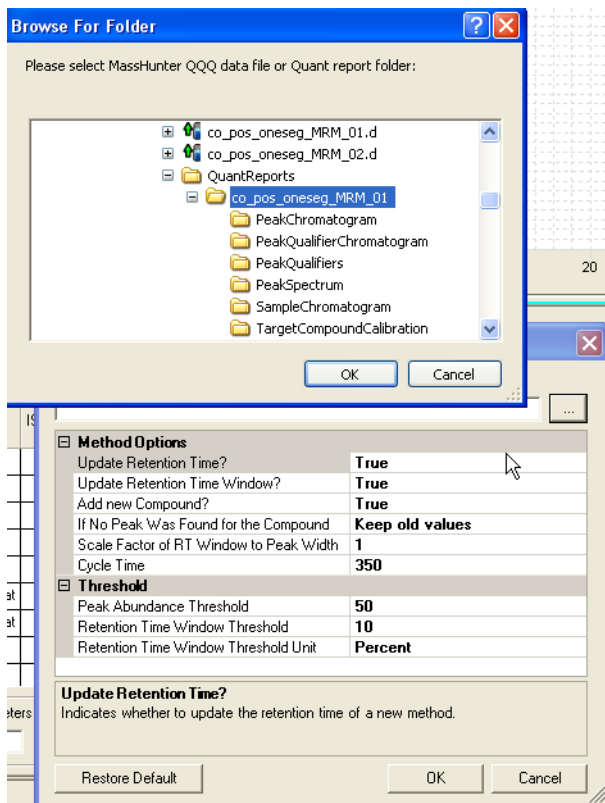 Browse For Folder
Please select MassHunter QQQ data file or Quant report folder:
co_pos_oneseg_MRM_01.d
co_pos_oneseg_MRM_02.d
QuantReports
co_pos_oneseg_MRM_01
PeakChromatogram
PeakQualifierChromatogram
PeakQualifiers
PeakSpectrum
SampleChromatogram
TargetCompoundCalibration
OK Cancel
20
...
Method Options
Update Retention Time? True
Update Retention Time Window? True
Add new Compound? True
If No Peak Was Found for the Compound Keep old values
Scale Factor of RT Window to Peak Width 1
Cycle Time 350
Threshold
Peak Abundance Threshold 50
Retention Time Window Threshold 10
Retention Time Window Threshold Unit Percent
Update Retention Time?
Indicates whether to update the retention time of a new method.
Restore Default OK Cancel